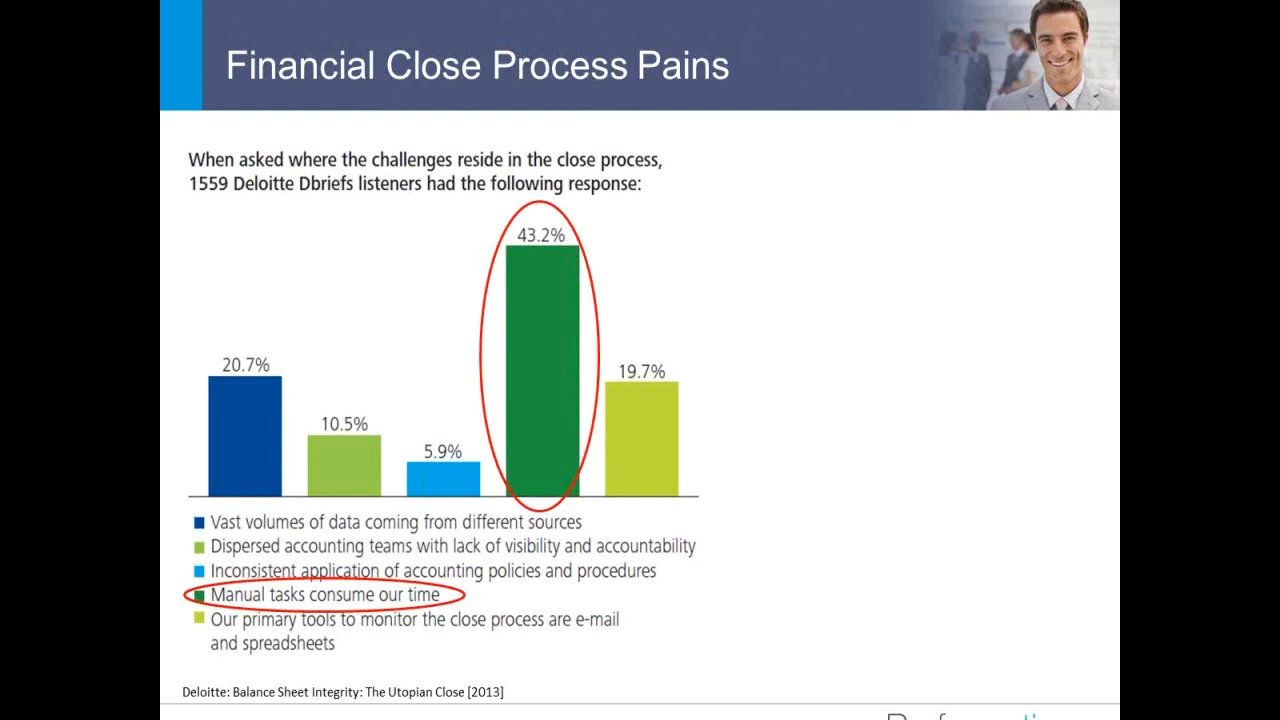 Financial Close Process Pains
When asked where the challenges reside in the close process,
1559 Deloitte Dbriefs listeners had the following response:
43.2%
20.7%
19.7%
10.5%
5.9%
Vast volumes of data coming from different sources
Dispersed accounting teams with lack of visibility and accountability
Inconsistent application of accounting policies and procedures
Manual tasks consume our time
Our primary tools to monitor the close process are e-mail
and spreadsheets
Deloitte: Balance Sheet Integrity: The Utopian Close [2013]